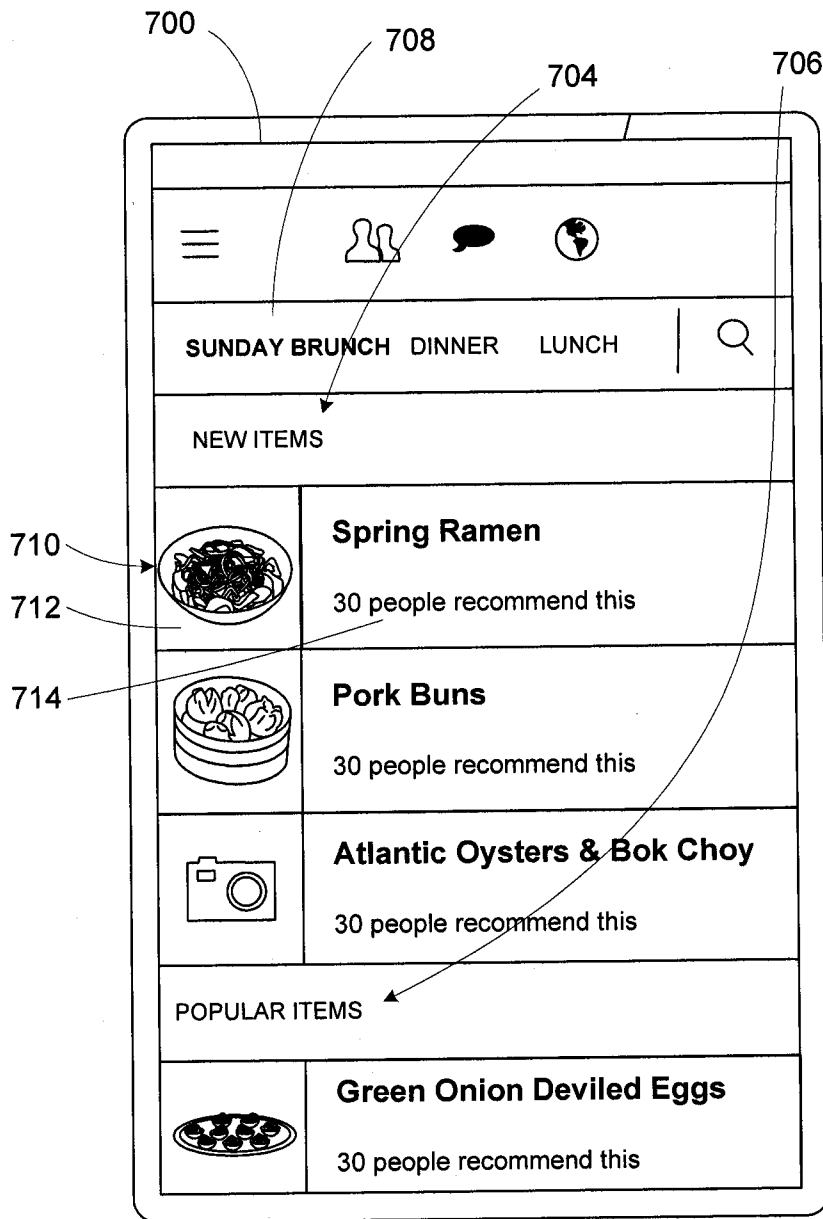 700
708
704
706
SUNDAY BRUNCH DINNER LUNCH
NEW ITEMS
710
712
714
Spring Ramen
30 people recommend this
Pork Buns
30 people recommend this
Atlantic Oysters & Bok Choy
30 people recommend this
POPULAR ITEMS
Green Onion Deviled Eggs
30 people recommend this